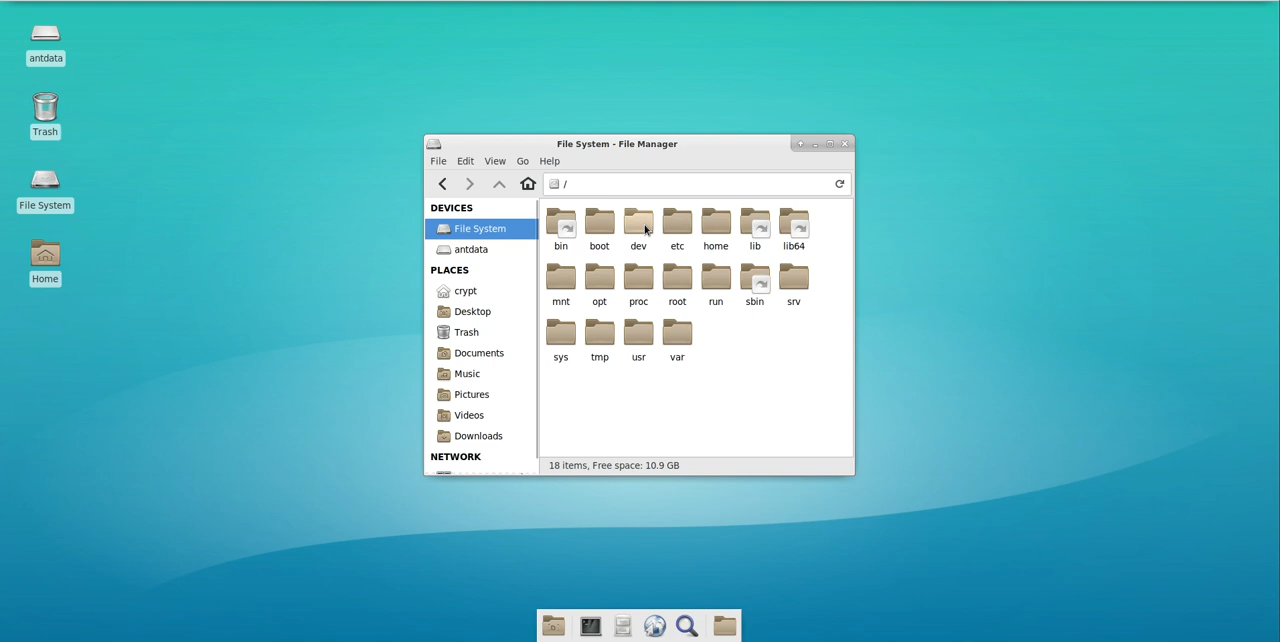 antdata
Trash
File System
Home
File System - File Manager
File Edit View Go Help
/
DEVICES
File System
antdata
PLACES
crypt
Desktop
Trash
Documents
Music
Pictures
Videos
Downloads
NETWORK
bin boot dev etc home lib lib64
mnt opt proc root run sbin srv
sys tmp usr var
18 items, Free space: 10.9 GB